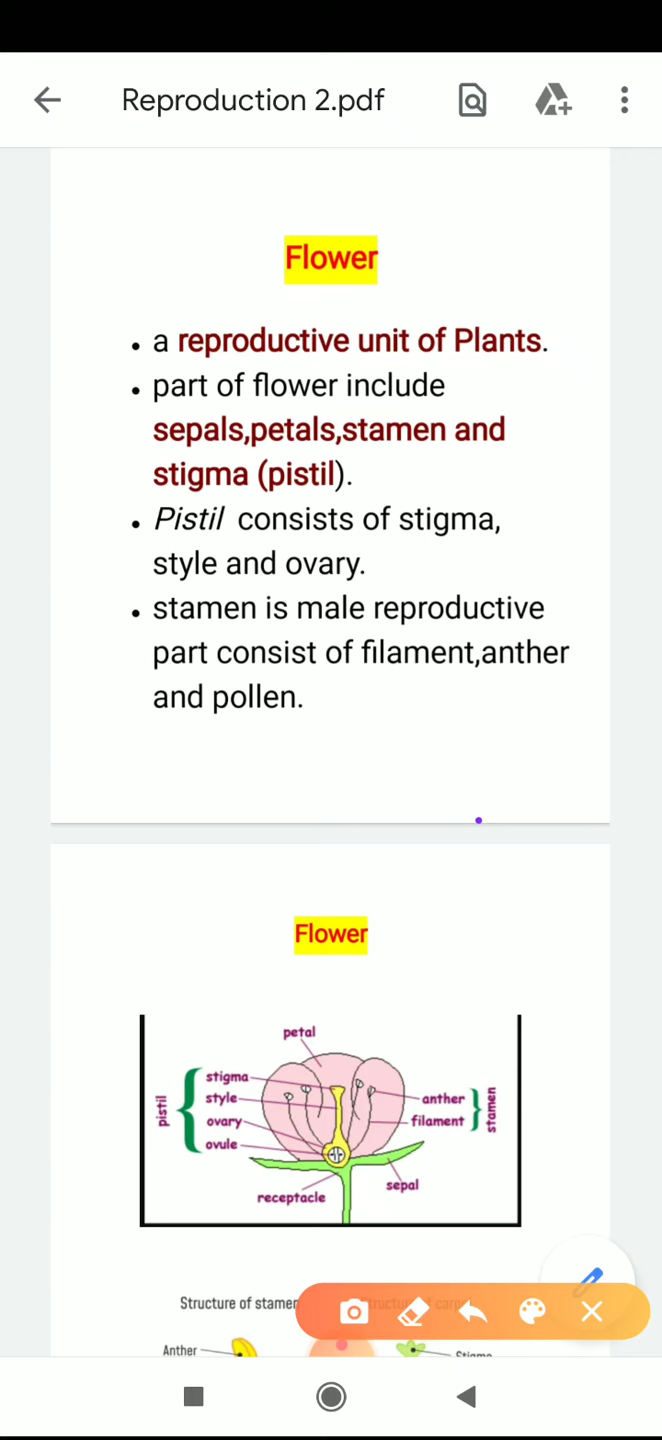 Reproduction 2.pdf
Flower
• a reproductive unit of Plants.
• part of flower include
sepals,petals,stamen and
stigma (pistil).
• Pistil consists of stigma,
style and ovary.
• stamen is male reproductive
part consist of filament,anther
and pollen.
Flower
petal
stigma
style
ovary
ovule
pistil
anther
filament
stamen
sepal
receptacle
Structure of stamen
Anther
Stigma